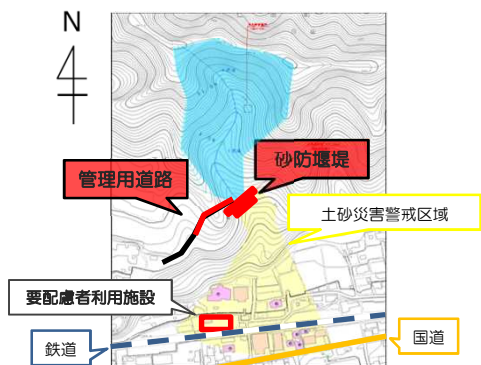 N
砂防堰堤
管理用道路
土砂災害警戒区域
要配慮者利用施設
鉄道
国道